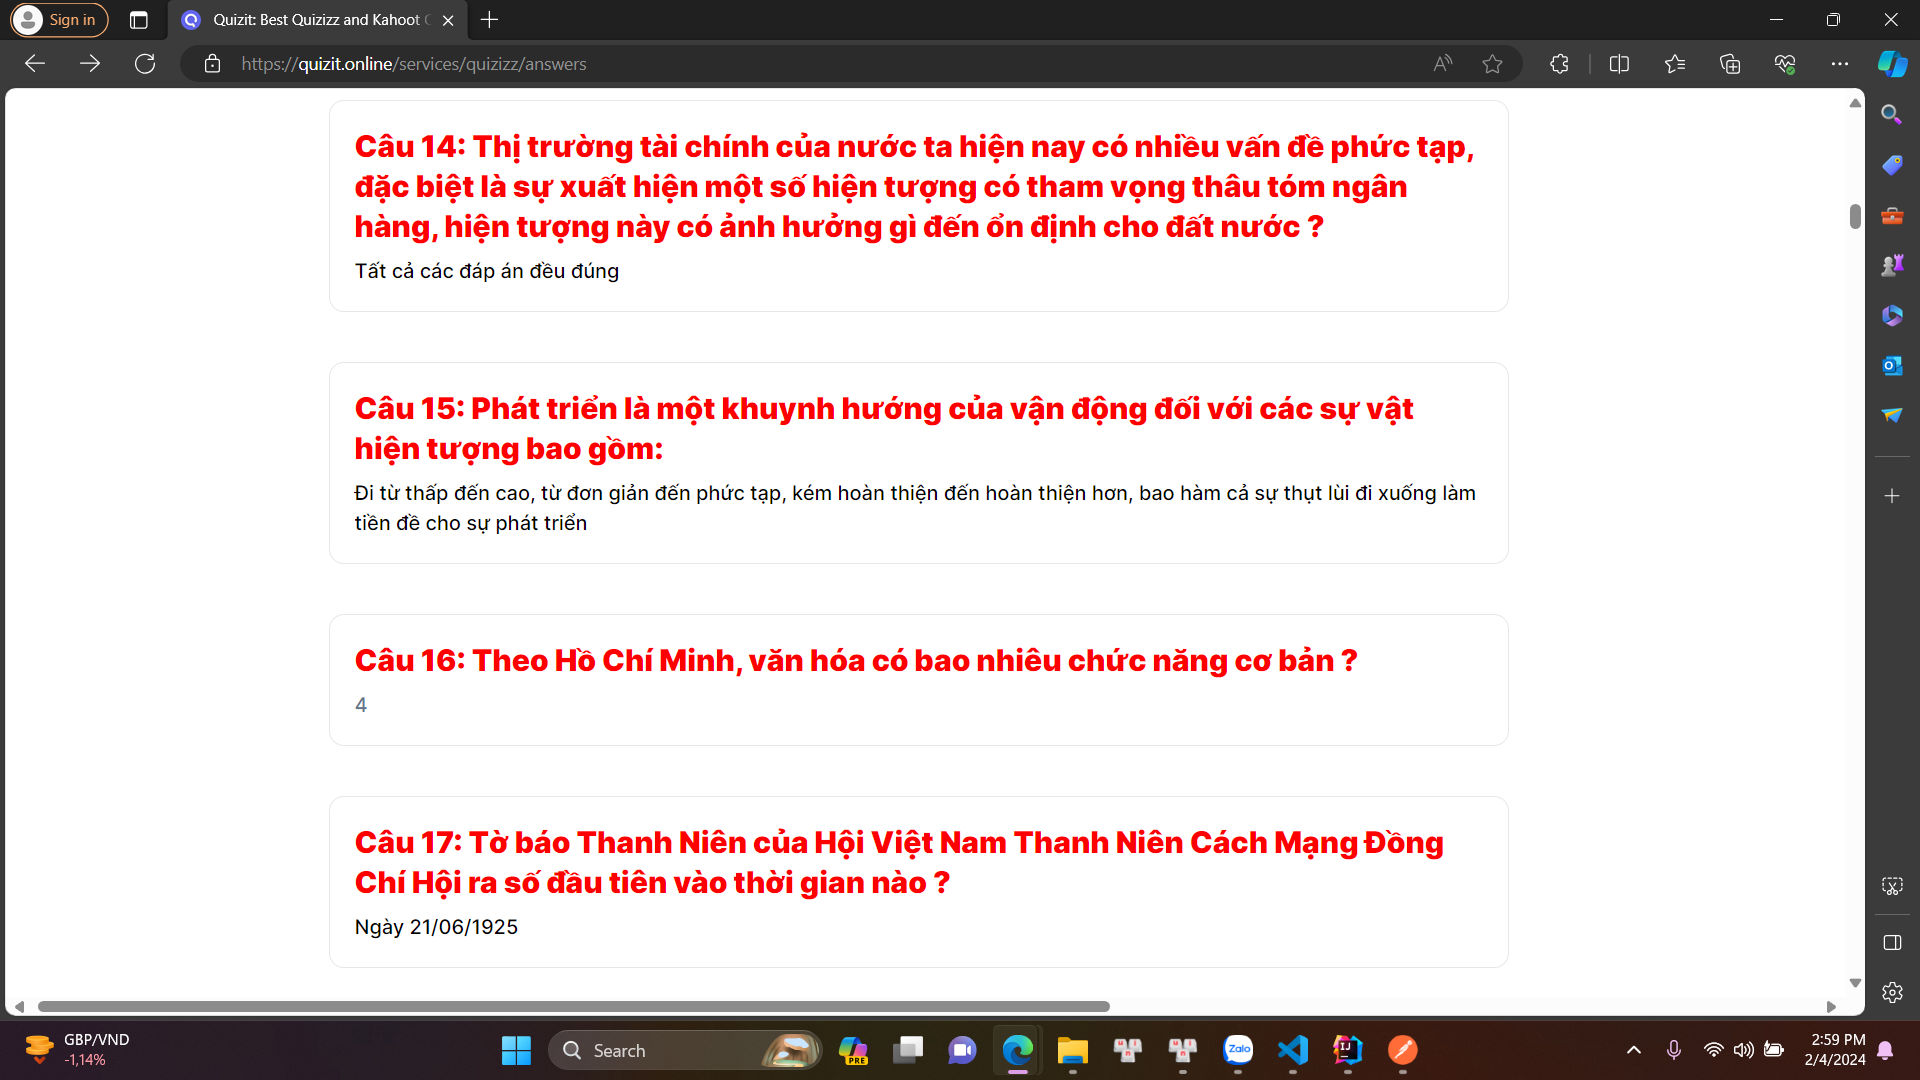 Sign in
Quizit: Best Quizizz and Kahoot
https://quizit.online/services/quizizz/answers
Câu 14: Thị trường tài chính của nước ta hiện nay có nhiều vấn đề phức tạp,
đặc biệt là sự xuất hiện một số hiện tượng có tham vọng thâu tóm ngân
hàng, hiện tượng này có ảnh hưởng gì đến ổn định cho đất nước ?
Tất cả các đáp án đều đúng
Câu 15: Phát triển là một khuynh hướng của vận động đối với các sự vật
hiện tượng bao gồm:
Đi từ thấp đến cao, từ đơn giản đến phức tạp, kém hoàn thiện đến hoàn thiện hơn, bao hàm cả sự thụt lùi đi xuống làm
tiền đề cho sự phát triển
Câu 16: Theo Hồ Chí Minh, văn hóa có bao nhiêu chức năng cơ bản ?
4
Câu 17: Tờ báo Thanh Niên của Hội Việt Nam Thanh Niên Cách Mạng Đồng
Chí Hội ra số đầu tiên vào thời gian nào ?
Ngày 21/06/1925
GBP/VND
-1,14%
Search
PRE
Zalo
IJ
2:59 PM
2/4/2024